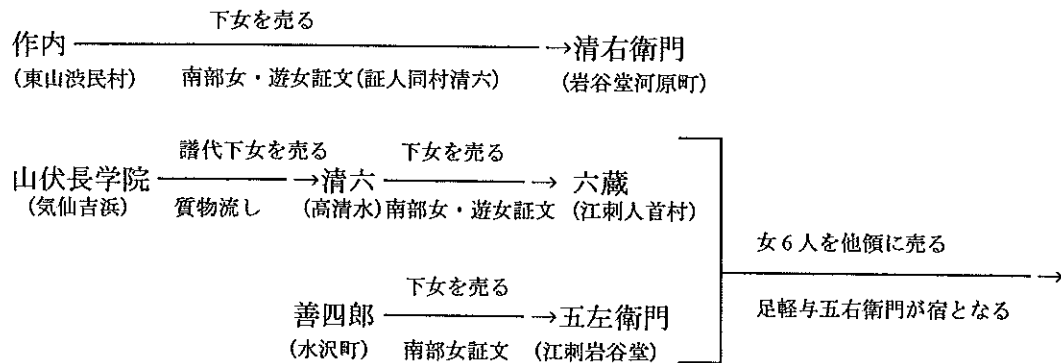 下女を売る
作内 → 清右衛門
(東山渋民村) 南部女・遊女証文(証人同村清六) (岩谷堂河原町)
譜代下女を売る 下女を売る
山伏長学院 → 清六 → 六蔵
(気仙吉浜) 質物流し (高清水) 南部女・遊女証文 (江刺人首村)
女6人を他領に売る
足軽与五右衛門が宿となる
下女を売る
善四郎 → 五左衛門
(水沢町) 南部女証文 (江刺岩谷堂)